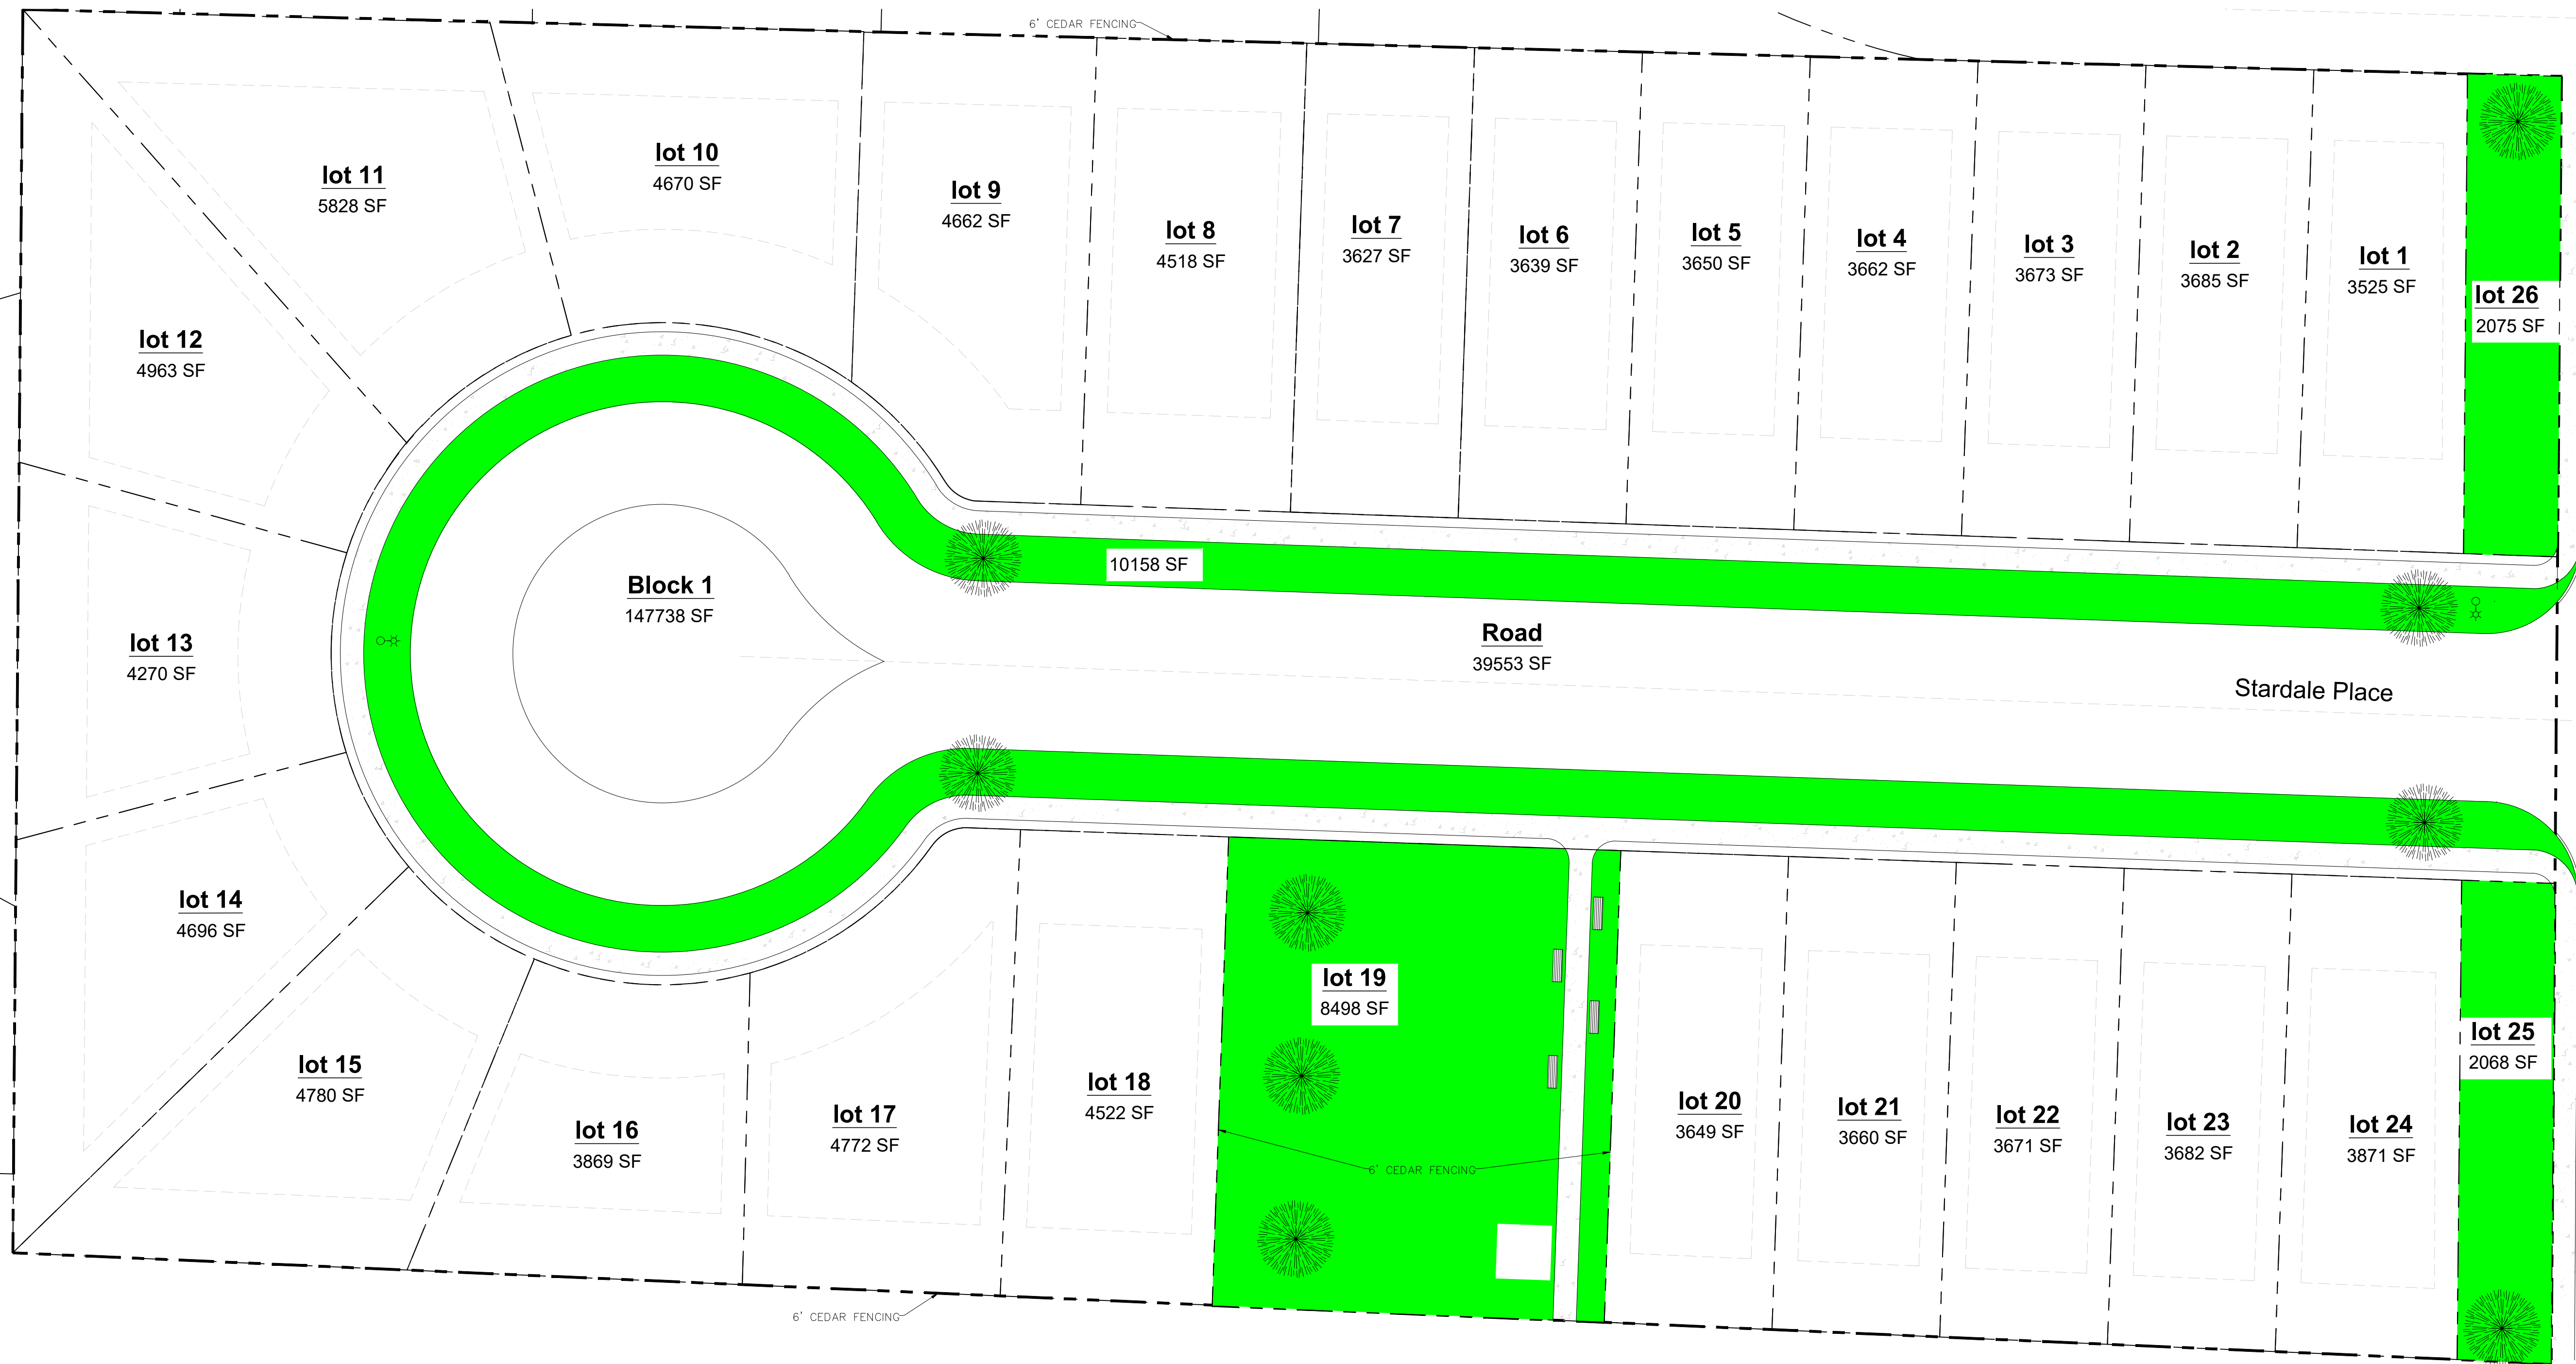 6' CEDAR FENCING
lot 11
5828 SF
lot 10
4670 SF
lot 9
4662 SF
lot 8
4518 SF
lot 7
3627 SF
lot 6
3639 SF
lot 5
3650 SF
lot 4
3662 SF
lot 3
3673 SF
lot 2
3685 SF
lot 1
3525 SF
lot 26
2075 SF
lot 12
4963 SF
10158 SF
Block 1
147738 SF
Road
39553 SF
Stardale Place
lot 13
4270 SF
lot 14
4696 SF
lot 15
4780 SF
lot 16
3869 SF
lot 17
4772 SF
lot 18
4522 SF
lot 19
8498 SF
6' CEDAR FENCING
lot 20
3649 SF
lot 21
3660 SF
lot 22
3671 SF
lot 23
3682 SF
lot 24
3871 SF
lot 25
2068 SF
6' CEDAR FENCING